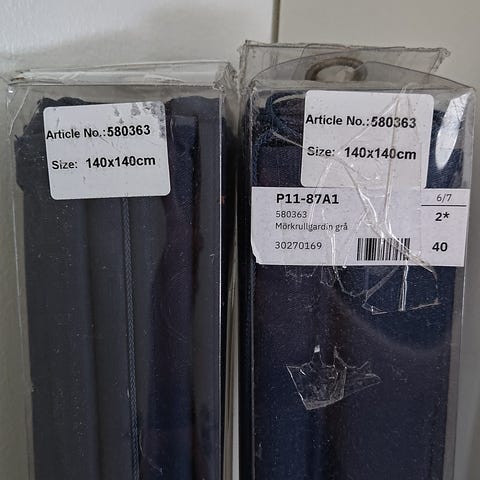 Article No.:580363
Size: 140x140cm
Article No.:580363
Size: 140x140cm
P11-87A1
6/7
580363
2*
Mörkrullgardin grå
30270169
40